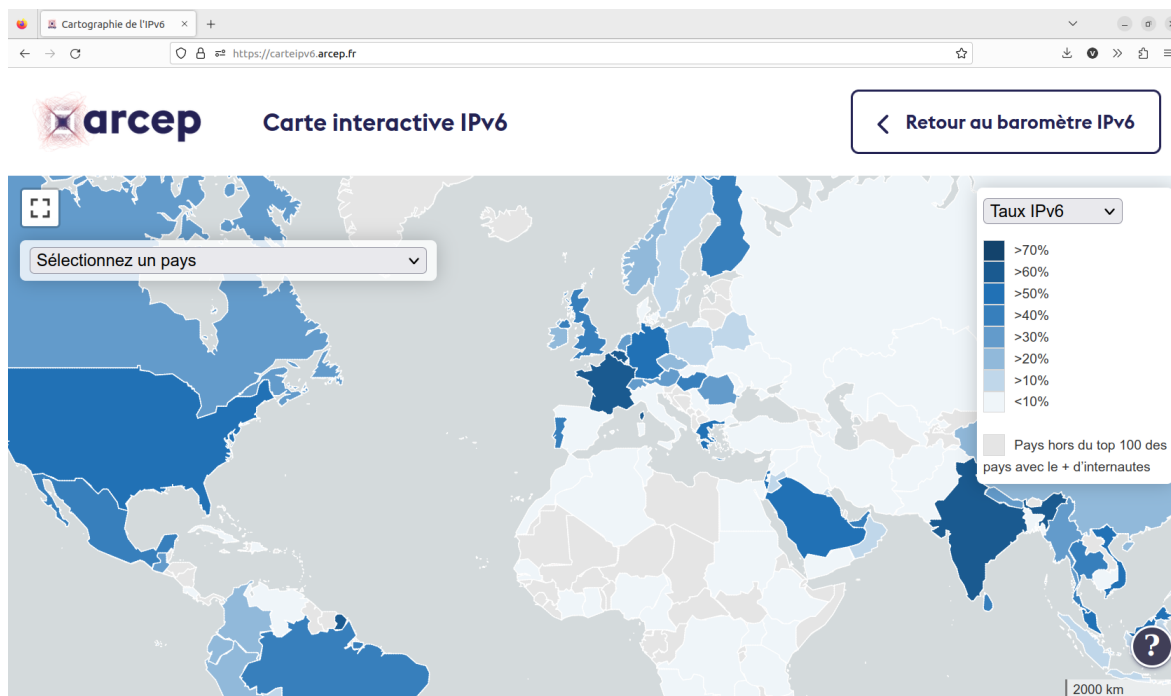 Cartographie de l'IPv6
https://carteipv6.arcep.fr
V
arcep
Carte interactive IPv6
Retour au baromètre IPv6
Sélectionnez un pays
Taux IPv6
>70%
>60%
>50%
>40%
>30%
>20%
>10%
<10%
Pays hors du top 100 des
pays avec le + d'internautes
?
2000 km